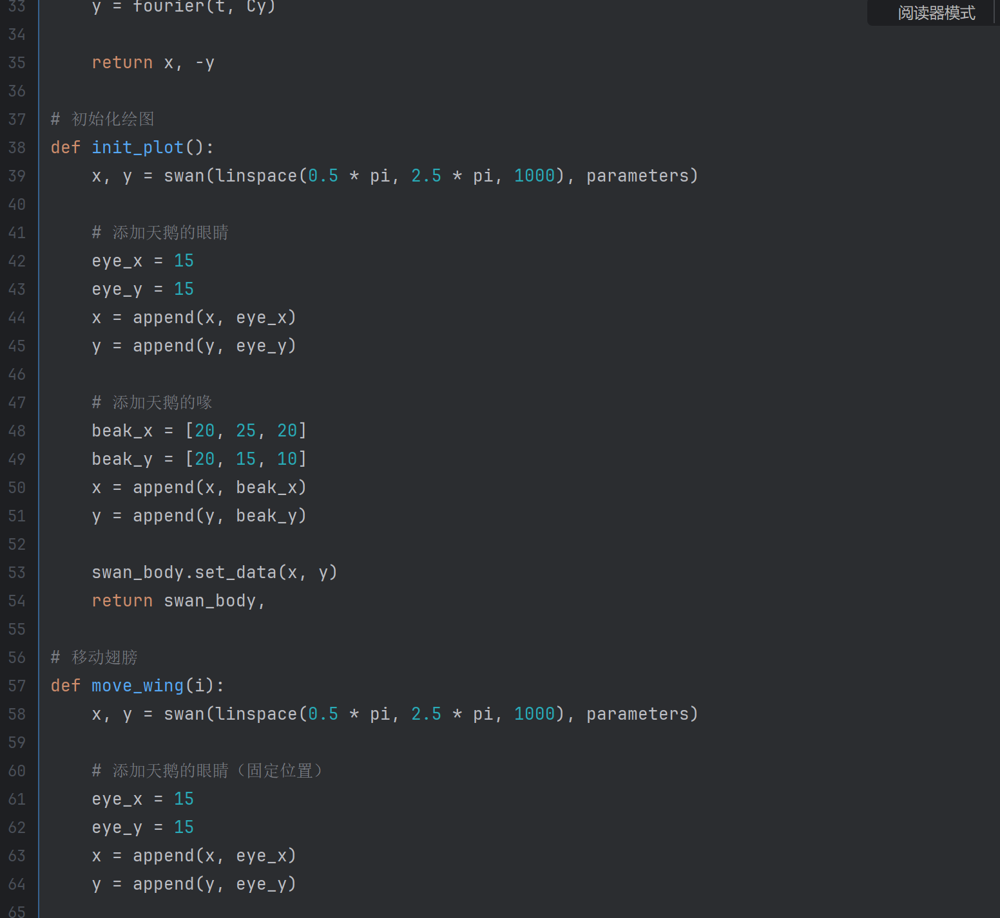 33 y = fourier(t, Cy)
阅读器模式
34
35 return x, -y
36
37 # 初始化绘图
38 def init_plot():
39 x, y = swan(linspace(0.5 * pi, 2.5 * pi, 1000), parameters)
40
41 # 添加天鹅的眼睛
42 eye_x = 15
43 eye_y = 15
44 x = append(x, eye_x)
45 y = append(y, eye_y)
46
47 # 添加天鹅的喙
48 beak_x = [20, 25, 20]
49 beak_y = [20, 15, 10]
50 x = append(x, beak_x)
51 y = append(y, beak_y)
52
53 swan_body.set_data(x, y)
54 return swan_body,
55
56 # 移动翅膀
57 def move_wing(i):
58 x, y = swan(linspace(0.5 * pi, 2.5 * pi, 1000), parameters)
59
60 # 添加天鹅的眼睛（固定位置）
61 eye_x = 15
62 eye_y = 15
63 x = append(x, eye_x)
64 y = append(y, eye_y)
65